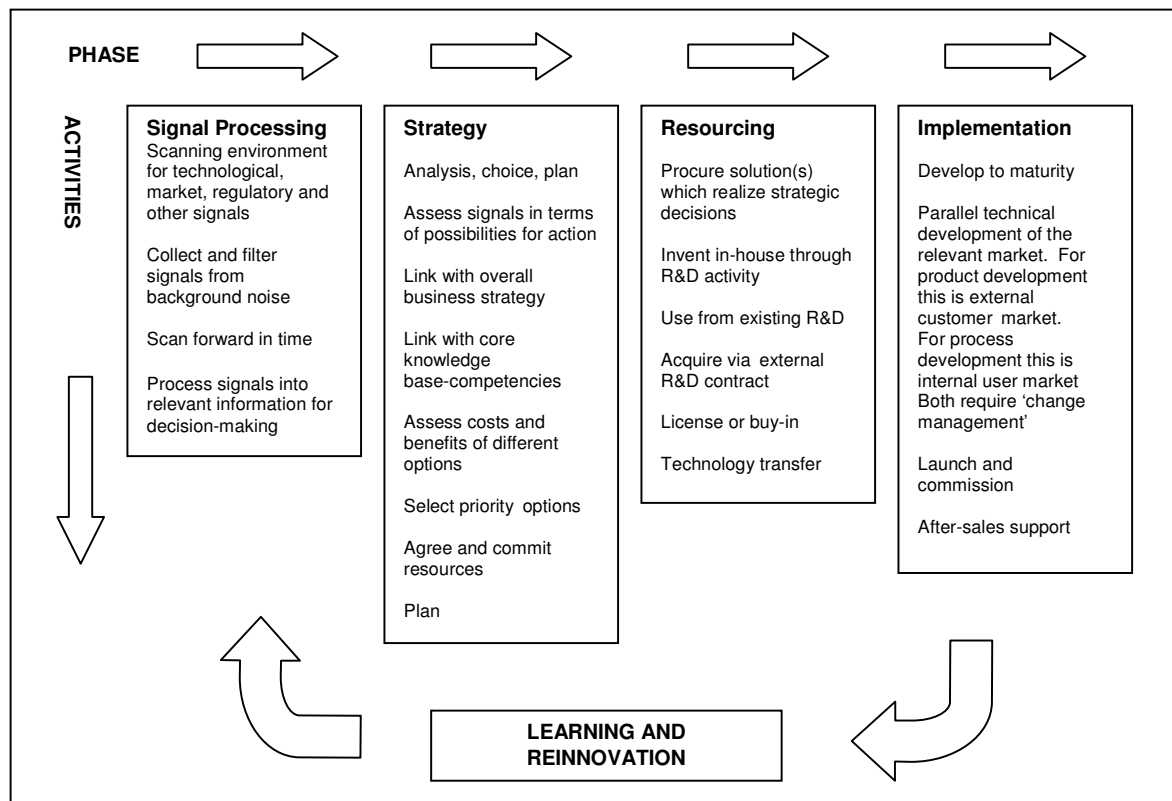 PHASE
ACTIVITIES
Signal Processing
Scanning environment
for technological,
market, regulatory and
other signals
Collect and filter
signals from
background noise
Scan forward in time
Process signals into
relevant information for
decision-making
Strategy
Analysis, choice, plan
Assess signals in terms
of possibilities for action
Link with overall
business strategy
Link with core
knowledge
base-competencies
Assess costs and
benefits of different
options
Select priority options
Agree and commit
resources
Plan
Resourcing
Procure solution(s)
which realize strategic
decisions
Invent in-house through
R&D activity
Use from existing R&D
Acquire via external
R&D contract
License or buy-in
Technology transfer
Implementation
Develop to maturity
Parallel technical
development of the
relevant market. For
product development
this is external
customer market.
For process
development this is
internal user market
Both require ‘change
management’
Launch and
commission
After-sales support
LEARNING AND
REINNOVATION